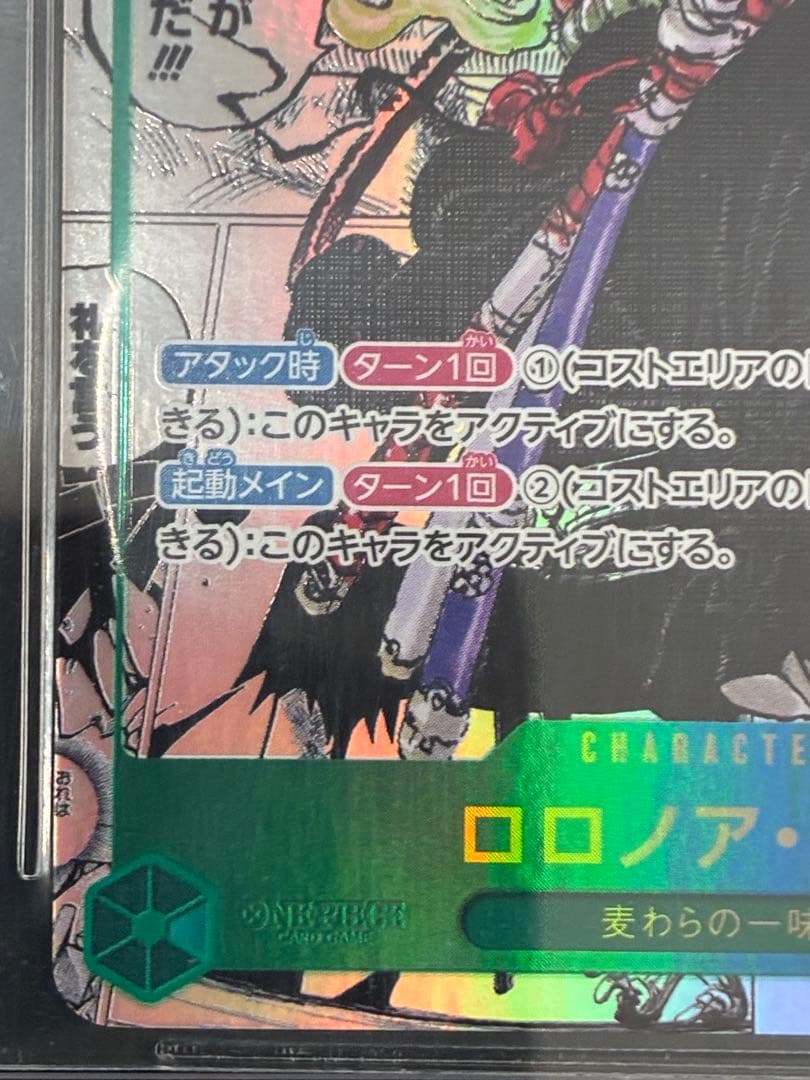 が
だ!!!
アタック時 ターン1回 ①(コストエリアの
きる):このキャラをアクティブにする。
起動メイン ターン1回 ②(コストエリアの
きる):このキャラをアクティブにする。
おれは
CHARACTE
ロロノア・
ONE PIECE
CARD GAME
麦わらの一味